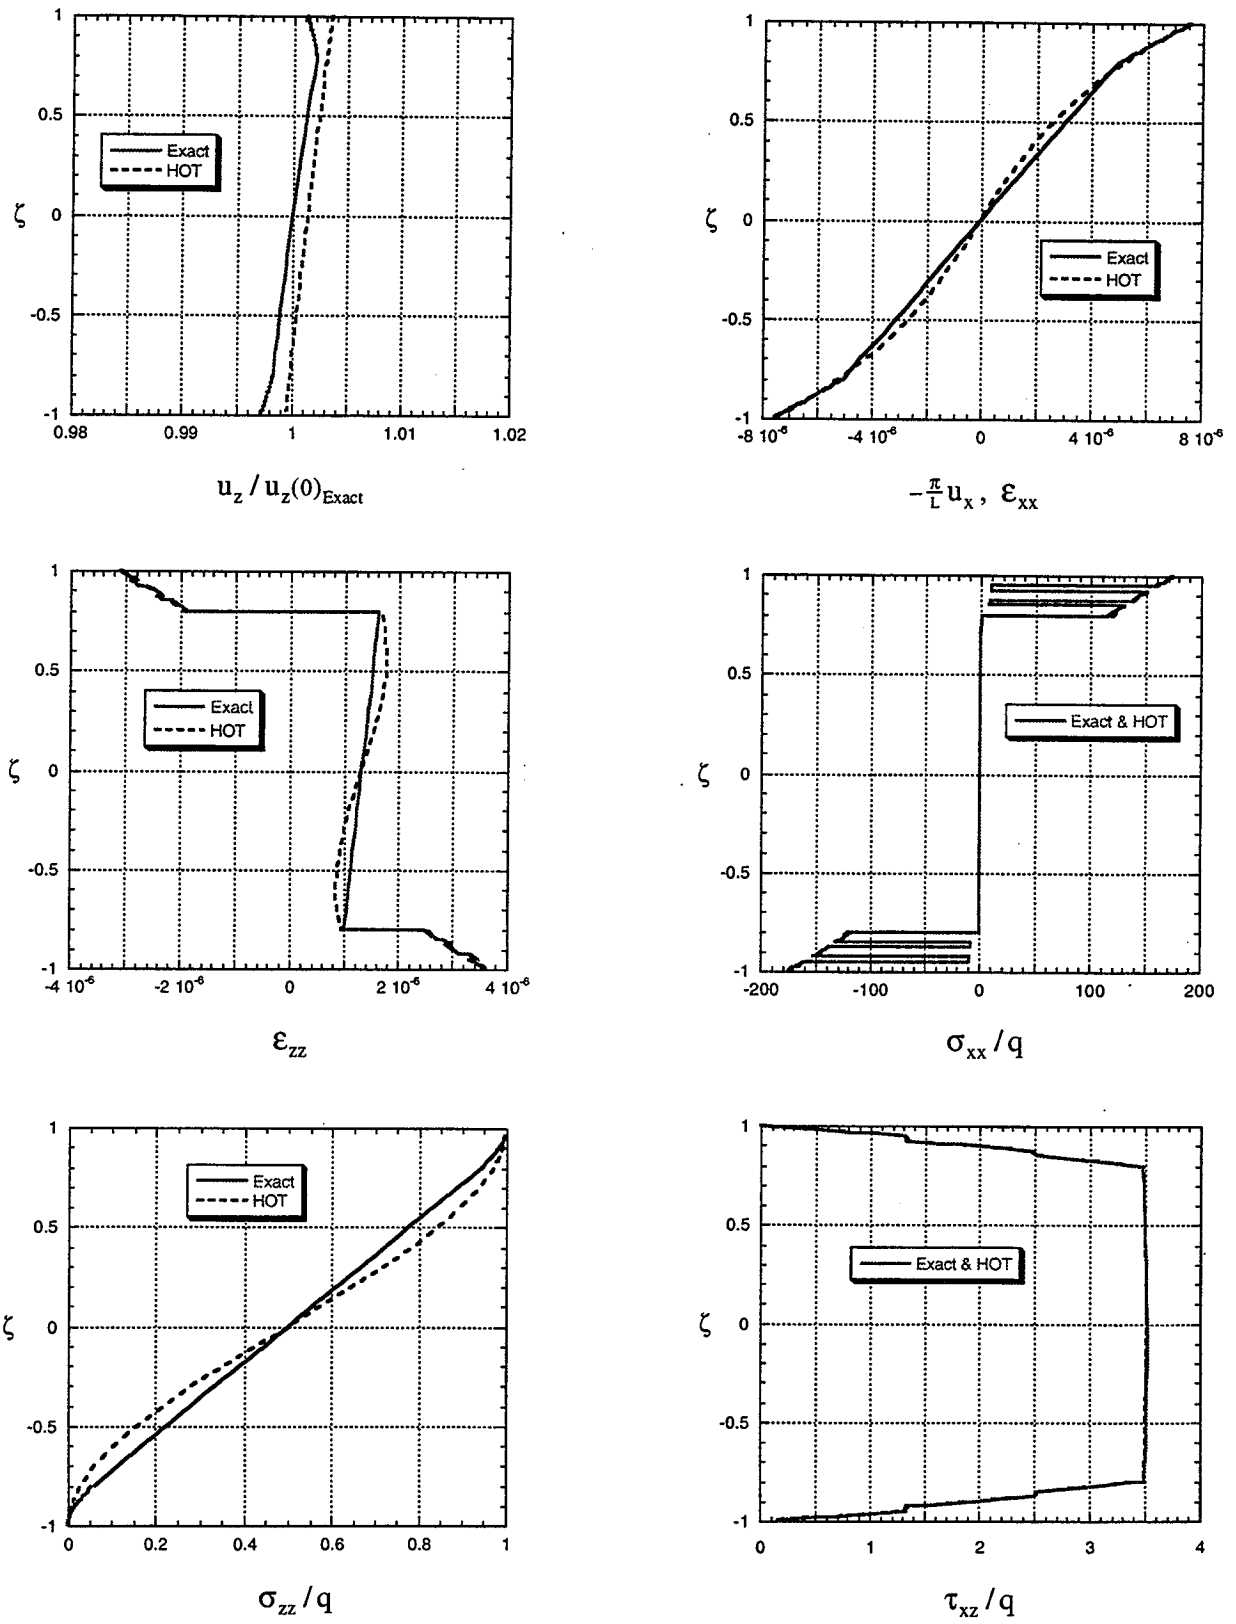 1
0.5
0
-0.5
-1
ζ
Exact
HOT
0.98 0.99 1 1.01 1.02
u_z / u_z(0)_Exact
1
0.5
0
-0.5
-1
ζ
Exact
HOT
-8 10^-6 -4 10^-6 0 4 10^-6 8 10^-6
-π/L u_x , ε_xx
1
0.5
0
-0.5
-1
ζ
Exact
HOT
-4 10^-6 -2 10^-6 0 2 10^-6 4 10^-6
ε_zz
1
0.5
0
-0.5
-1
ζ
Exact & HOT
-200 -100 0 100 200
σ_xx / q
1
0.5
0
-0.5
-1
ζ
Exact
HOT
0 0.2 0.4 0.6 0.8 1
σ_zz / q
1
0.5
0
-0.5
-1
ζ
Exact & HOT
0 1 2 3 4
τ_xz / q